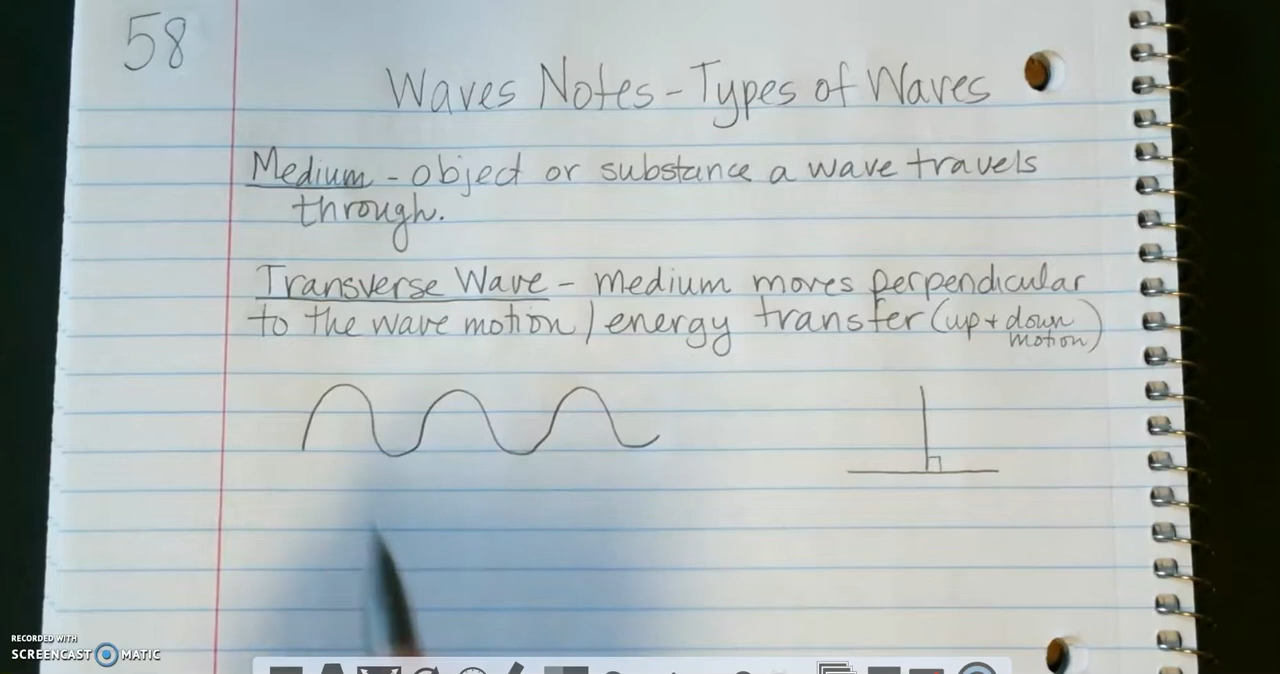 58
Waves Notes - Types of Waves
Medium - object or substance a wave travels
through.
Transverse Wave - medium moves perpendicular
to the wave motion / energy transfer (up + down
motion)
RECORDED WITH
SCREENCAST MATIC